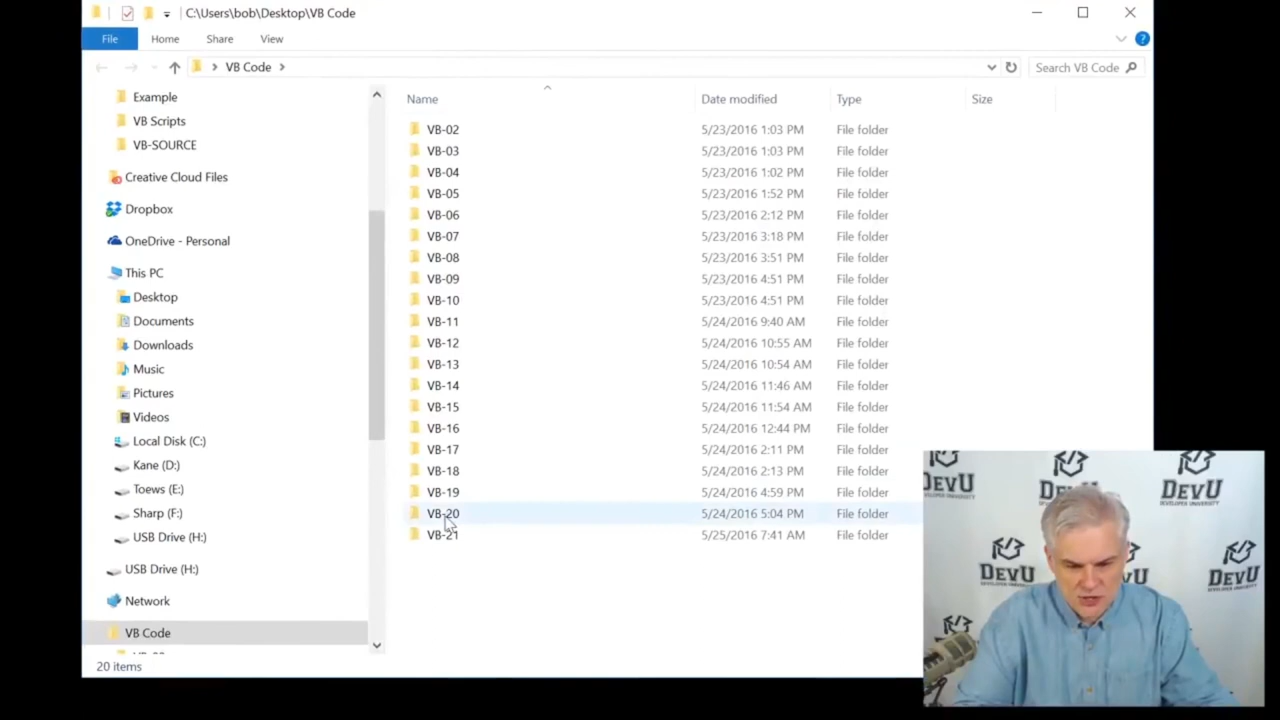 C:\Users\bob\Desktop\VB Code
File Home Share View
VB Code
Search VB Code
Example
VB Scripts
VB-SOURCE
Creative Cloud Files
Dropbox
OneDrive - Personal
This PC
Desktop
Documents
Downloads
Music
Pictures
Videos
Local Disk (C:)
Kane (D:)
Toews (E:)
Sharp (F:)
USB Drive (H:)
USB Drive (H:)
Network
VB Code
Name Date modified Type Size
VB-02 5/23/2016 1:03 PM File folder
VB-03 5/23/2016 1:03 PM File folder
VB-04 5/23/2016 1:02 PM File folder
VB-05 5/23/2016 1:52 PM File folder
VB-06 5/23/2016 2:12 PM File folder
VB-07 5/23/2016 3:18 PM File folder
VB-08 5/23/2016 3:51 PM File folder
VB-09 5/23/2016 4:51 PM File folder
VB-10 5/23/2016 4:51 PM File folder
VB-11 5/24/2016 9:40 AM File folder
VB-12 5/24/2016 10:55 AM File folder
VB-13 5/24/2016 10:54 AM File folder
VB-14 5/24/2016 11:46 AM File folder
VB-15 5/24/2016 11:54 AM File folder
VB-16 5/24/2016 12:44 PM File folder
VB-17 5/24/2016 2:11 PM File folder
VB-18 5/24/2016 2:13 PM File folder
VB-19 5/24/2016 4:59 PM File folder
VB-20 5/24/2016 5:04 PM File folder
VB-21 5/25/2016 7:41 AM File folder
20 items
DEVU
DEVELOPER UNIVERSITY
DEVU
DEVELOPER UNIVERSITY
DEVU
DEVELOPER UNIVERSITY
DEVU
DEVELOPER UNIVERSITY